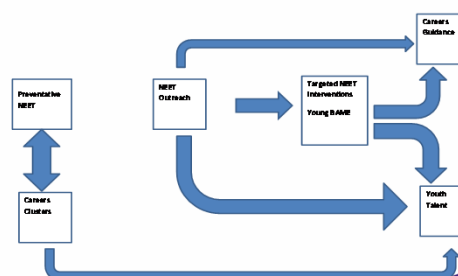 Careers
Guidance
NEET
Outreach
Targeted NEET
Interventions
Young BAME
Preventative
NEET
Careers
Clusters
Youth
Talent